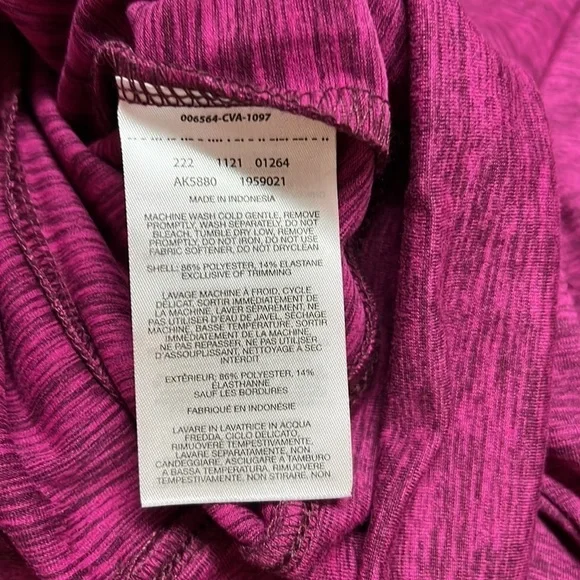 006564-CVA-1097
222 1121 01264
AK5880 1959021
MADE IN INDONESIA
MACHINE WASH COLD GENTLE, REMOVE
PROMPTLY, WASH SEPARATELY, DO NOT
BLEACH, TUMBLE DRY LOW, REMOVE
PROMPTLY, DO NOT IRON, DO NOT USE
FABRIC SOFTENER, DO NOT DRYCLEAN
SHELL: 86% POLYESTER, 14% ELASTANE
EXCLUSIVE OF TRIMMING
LAVAGE MACHINE À FROID, CYCLE
DÉLICAT, SORTIR IMMÉDIATEMENT DE
LA MACHINE, LAVER SÉPARÉMENT, NE
PAS UTILISER D'EAU DE JAVEL, SÉCHAGE
MACHINE, BASSE TEMPÉRATURE, SORTIR
IMMÉDIATEMENT DE LA MACHINE,
NE PAS REPASSER, NE PAS UTILISER
D'ASSOUPLISSANT, NETTOYAGE À SEC
INTERDIT
EXTÉRIEUR: 86% POLYESTER, 14%
ÉLASTHANNE
SAUF LES BORDURES
FABRIQUÉ EN INDONÉSIE
LAVARE IN LAVATRICE IN ACQUA
FREDDA, CICLO DELICATO,
RIMUOVERE TEMPESTIVAMENTE,
LAVARE SEPARATAMENTE, NON
CANDEGGIARE, ASCIUGARE A TAMBURO
A BASSA TEMPERATURA, RIMUOVERE
TEMPESTIVAMENTE, NON STIRARE, NON